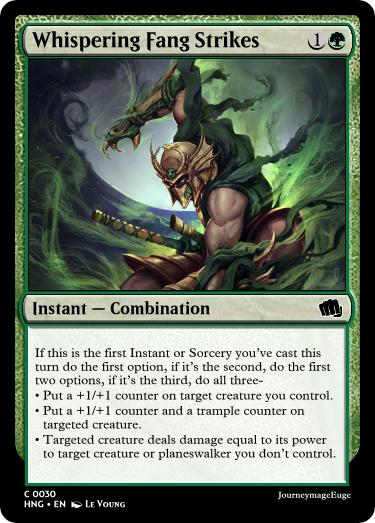 Whispering Fang Strikes 1
Instant — Combination
If this is the first Instant or Sorcery you've cast this
turn do the first option, if it's the second, do the first
two options, if it's the third, do all three-
• Put a +1/+1 counter on target creature you control.
• Put a +1/+1 counter and a trample counter on
targeted creature.
• Targeted creature deals damage equal to its power
to target creature or planeswalker you don't control.
C 0030
HNG • EN Le Young
JourneymageEuge